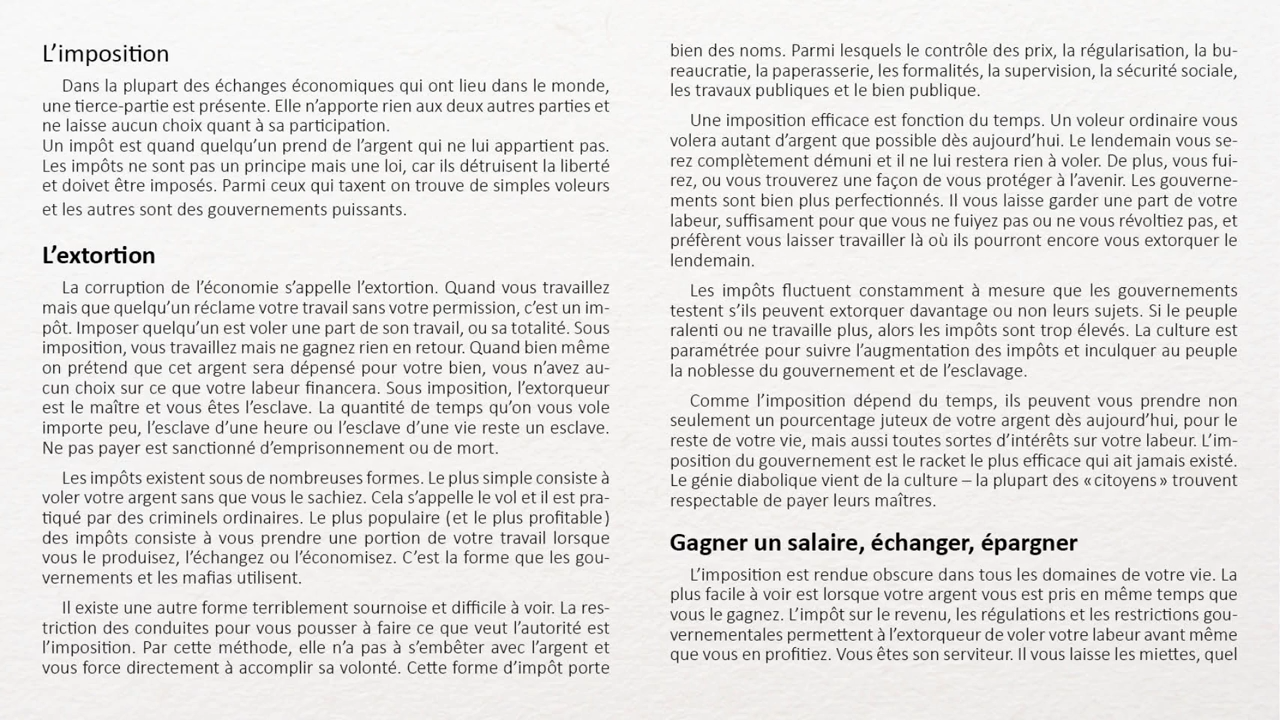 L'imposition
Dans la plupart des échanges économiques qui ont lieu dans le monde,
une tierce-partie est présente. Elle n'apporte rien aux deux autres parties et
ne laisse aucun choix quant à sa participation.
Un impôt est quand quelqu'un prend de l'argent qui ne lui appartient pas.
Les impôts ne sont pas un principe mais une loi, car ils détruisent la liberté
et doivet être imposés. Parmi ceux qui taxent on trouve de simples voleurs
et les autres sont des gouvernements puissants.
L'extortion
La corruption de l'économie s'appelle l'extortion. Quand vous travaillez
mais que quelqu'un réclame votre travail sans votre permission, c'est un im-
pôt. Imposer quelqu'un est voler une part de son travail, ou sa totalité. Sous
imposition, vous travaillez mais ne gagnez rien en retour. Quand bien même
on prétend que cet argent sera dépensé pour votre bien, vous n'avez au-
cun choix sur ce que votre labeur financera. Sous imposition, l'extorqueur
est le maître et vous êtes l'esclave. La quantité de temps qu'on vous vole
importe peu, l'esclave d'une heure ou l'esclave d'une vie reste un esclave.
Ne pas payer est sanctionné d'emprisonnement ou de mort.
Les impôts existent sous de nombreuses formes. Le plus simple consiste à
voler votre argent sans que vous le sachiez. Cela s'appelle le vol et il est pra-
tiqué par des criminels ordinaires. Le plus populaire (et le plus profitable)
des impôts consiste à vous prendre une portion de votre travail lorsque
vous le produisez, l'échangez ou l'économisez. C'est la forme que les gou-
vernements et les mafias utilisent.
Il existe une autre forme terriblement sournoise et difficile à voir. La res-
triction des conduites pour vous pousser à faire ce que veut l'autorité est
l'imposition. Par cette méthode, elle n'a pas à s'embêter avec l'argent et
vous force directement à accomplir sa volonté. Cette forme d'impôt porte
bien des noms. Parmi lesquels le contrôle des prix, la régularisation, la bu-
reaucratie, la paperasserie, les formalités, la supervision, la sécurité sociale,
les travaux publiques et le bien publique.
Une imposition efficace est fonction du temps. Un voleur ordinaire vous
volera autant d'argent que possible dès aujourd'hui. Le lendemain vous se-
rez complètement démuni et il ne lui restera rien à voler. De plus, vous fui-
rez, ou vous trouverez une façon de vous protéger à l'avenir. Les gouverne-
ments sont bien plus perfectionnés. Il vous laisse garder une part de votre
labeur, suffisament pour que vous ne fuiyez pas ou ne vous révoltiez pas, et
préfèrent vous laisser travailler là où ils pourront encore vous extorquer le
lendemain.
Les impôts fluctuent constamment à mesure que les gouvernements
testent s'ils peuvent extorquer davantage ou non leurs sujets. Si le peuple
ralenti ou ne travaille plus, alors les impôts sont trop élevés. La culture est
paramétrée pour suivre l'augmentation des impôts et inculquer au peuple
la noblesse du gouvernement et de l'esclavage.
Comme l'imposition dépend du temps, ils peuvent vous prendre non
seulement un pourcentage juteux de votre argent dès aujourd'hui, pour le
reste de votre vie, mais aussi toutes sortes d'intérêts sur votre labeur. L'im-
position du gouvernement est le racket le plus efficace qui ait jamais existé.
Le génie diabolique vient de la culture – la plupart des « citoyens » trouvent
respectable de payer leurs maîtres.
Gagner un salaire, échanger, épargner
L'imposition est rendue obscure dans tous les domaines de votre vie. La
plus facile à voir est lorsque votre argent vous est pris en même temps que
vous le gagnez. L'impôt sur le revenu, les régulations et les restrictions gou-
vernementales permettent à l'extorqueur de voler votre labeur avant même
que vous en profitiez. Vous êtes son serviteur. Il vous laisse les miettes, quel